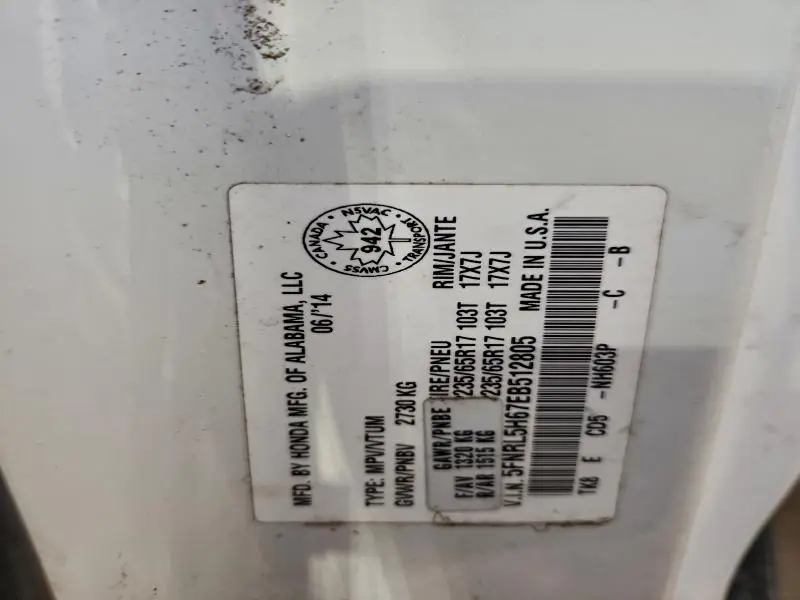 MFD. BY HONDA MFG. OF ALABAMA, LLC
06/'14
CANADA NSVAC TRANSPORT CMVSS
942
TYPE: MPV/VTUM
GVWR/PNBV 2730 KG
GAWR/PNBE IRE/PNEU RIM/JANTE
F/AV 1320 KG 235/65R17 103T 17X7J
R/AR 1515 KG 235/65R17 103T 17X7J
V.I.N. 5FNRL5H67EB512805 MADE IN U.S.A.
TK8 E CD5 -NH603P -C -B